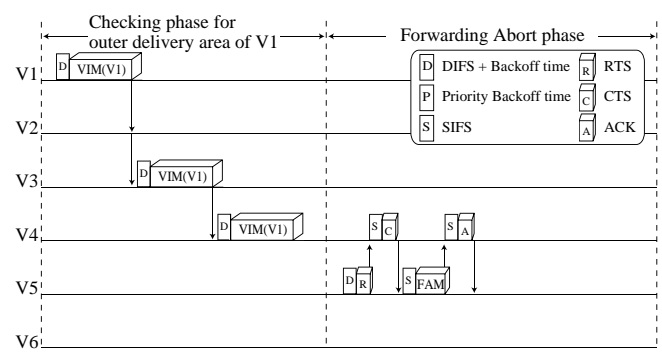 Checking phase for
outer delivery area of V1
Forwarding Abort phase
V1
D
VIM(V1)
D DIFS + Backoff time
R RTS
P Priority Backoff time
C CTS
S SIFS
A ACK
V2
V3
D
VIM(V1)
V4
D
VIM(V1)
S
C
S
A
V5
D
R
S
FAM
V6